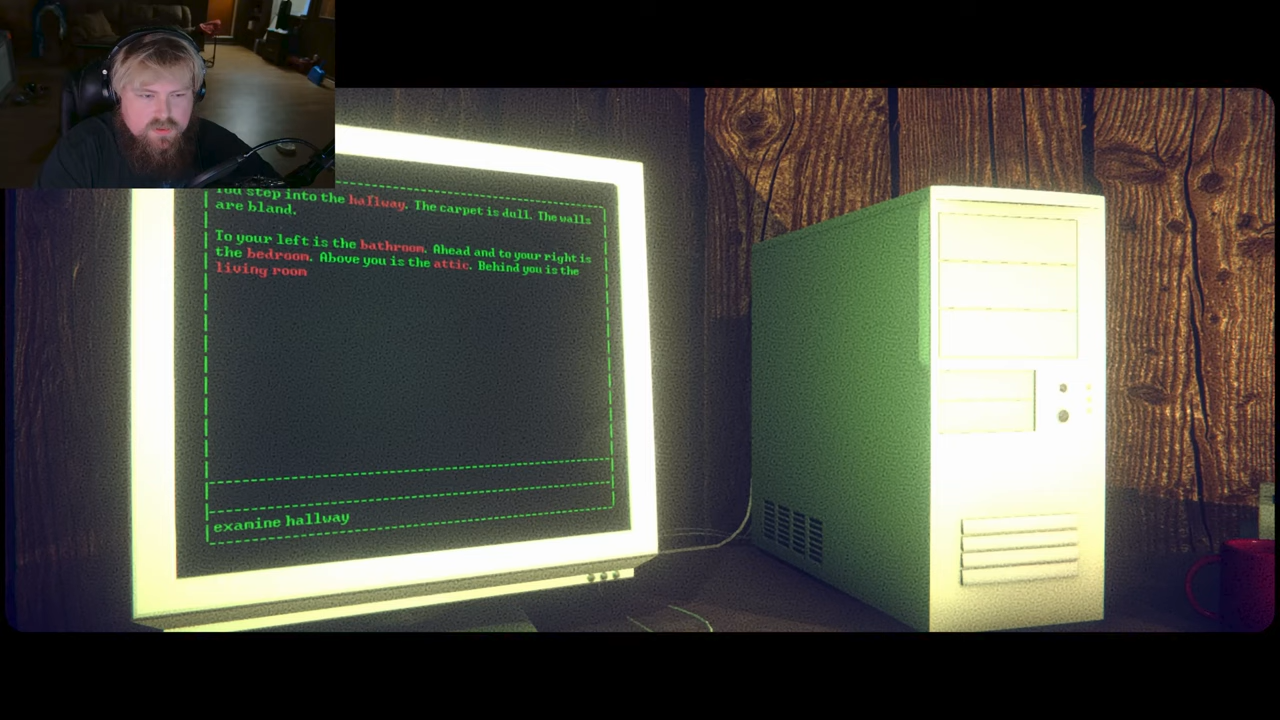 You step into the hallway. The carpet is dull. The walls
are bland.
To your left is the bathroom. Ahead and to your right is
the bedroom. Above you is the attic. Behind you is the
living room
examine hallway